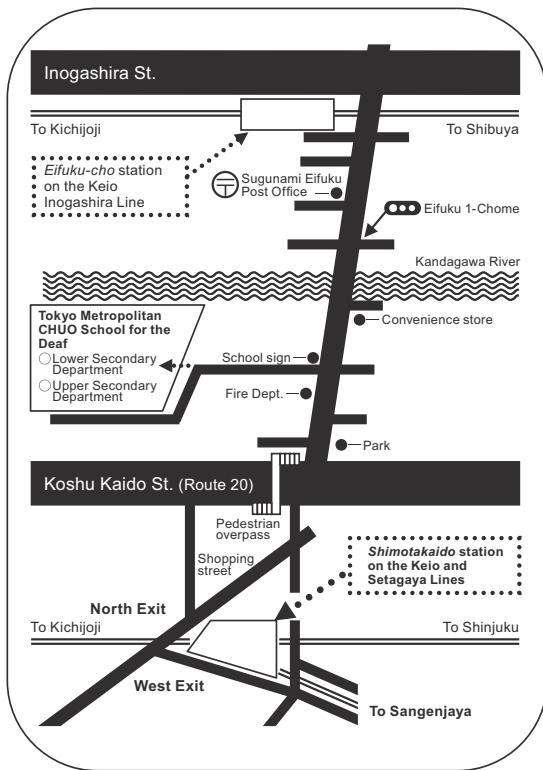 Inogashira St.
To Kichijoji
To Shibuya
Eifuku-cho station
on the Keio
Inogashira Line
Sugunami Eifuku
Post Office
Eifuku 1-Chome
Kandagawa River
Tokyo Metropolitan
CHUO School for the
Deaf
Lower Secondary
Department
Upper Secondary
Department
Convenience store
School sign
Fire Dept.
Park
Koshu Kaido St. (Route 20)
Pedestrian
overpass
Shopping
street
Shimotakaido station
on the Keio and
Setagaya Lines
North Exit
To Kichijoji
To Shinjuku
West Exit
To Sangenjaya